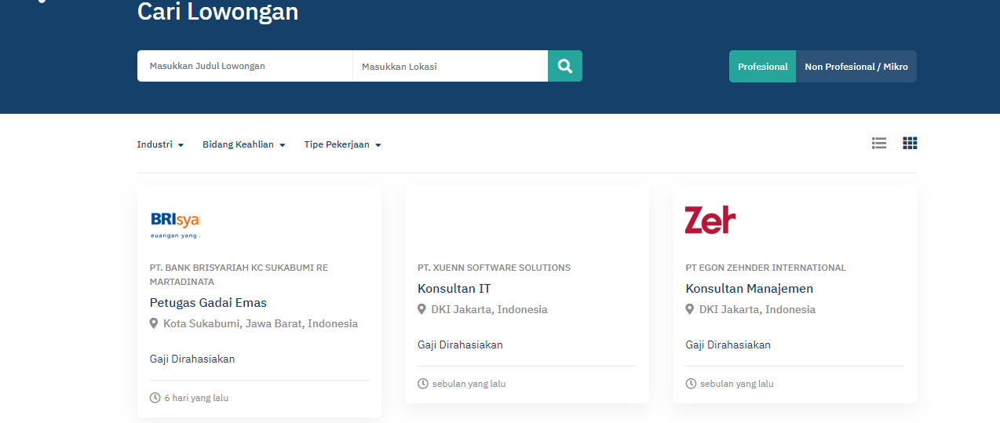 Cari Lowongan
Masukkan Judul Lowongan
Masukkan Lokasi
Profesional
Non Profesional / Mikro
Industri
Bidang Keahlian
Tipe Pekerjaan
BRIsya
euangan yang
PT. BANK BRISYARIAH KC SUKABUMI RE
MARTADINATA
Petugas Gadai Emas
Kota Sukabumi, Jawa Barat, Indonesia
Gaji Dirahasiakan
6 hari yang lalu
PT. XUENN SOFTWARE SOLUTIONS
Konsultan IT
DKI Jakarta, Indonesia
Gaji Dirahasiakan
sebulan yang lalu
Zeh
PT EGON ZEHNDER INTERNATIONAL
Konsultan Manajemen
DKI Jakarta, Indonesia
Gaji Dirahasiakan
sebulan yang lalu